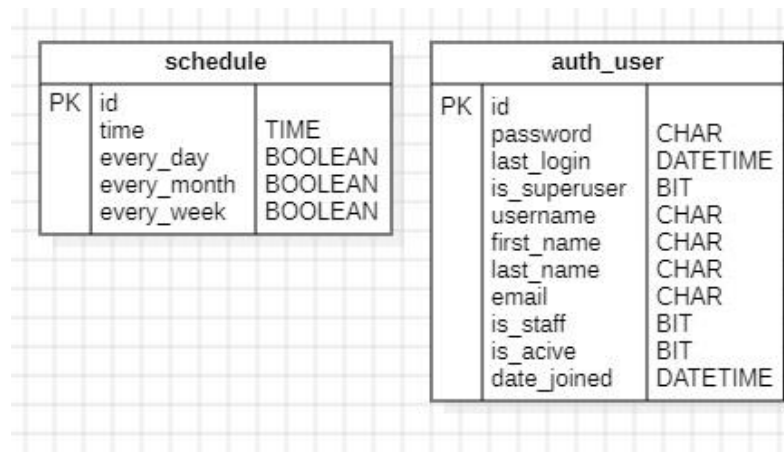 schedule
PK id
time TIME
every_day BOOLEAN
every_month BOOLEAN
every_week BOOLEAN
auth_user
PK id
password CHAR
last_login DATETIME
is_superuser BIT
username CHAR
first_name CHAR
last_name CHAR
email CHAR
is_staff BIT
is_acive BIT
date_joined DATETIME